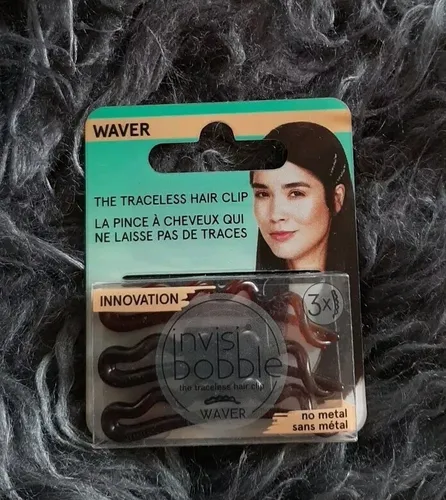 WAVER
THE TRACELESS HAIR CLIP
LA PINCE À CHEVEUX QUI
NE LAISSE PAS DE TRACES
INNOVATION
3x
invisi
bobble
the traceless hair clip
WAVER
no metal
sans métal